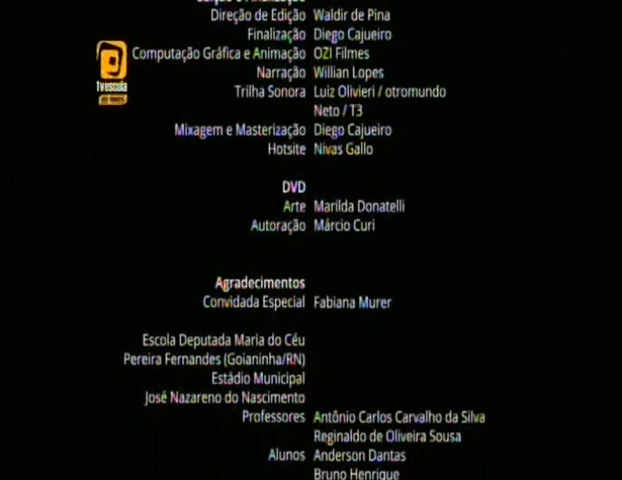 Direção de Edição Waldir de Pina
Finalização Diego Cajueiro
Computação Gráfica e Animação OZI Filmes
Narração Willian Lopes
Trilha Sonora Luiz Olivieri / otromundo
Neto / T3
Mixagem e Masterização Diego Cajueiro
Hotsite Nivas Gallo
tvescola
DVD
Arte Marilda Donatelli
Autoração Márcio Curi
Agradecimentos
Convidada Especial Fabiana Murer
Escola Deputada Maria do Céu
Pereira Fernandes (Goianinha/RN)
Estádio Municipal
José Nazareno do Nascimento
Professores Antônio Carlos Carvalho da Silva
Reginaldo de Oliveira Sousa
Alunos Anderson Dantas
Bruno Henrique